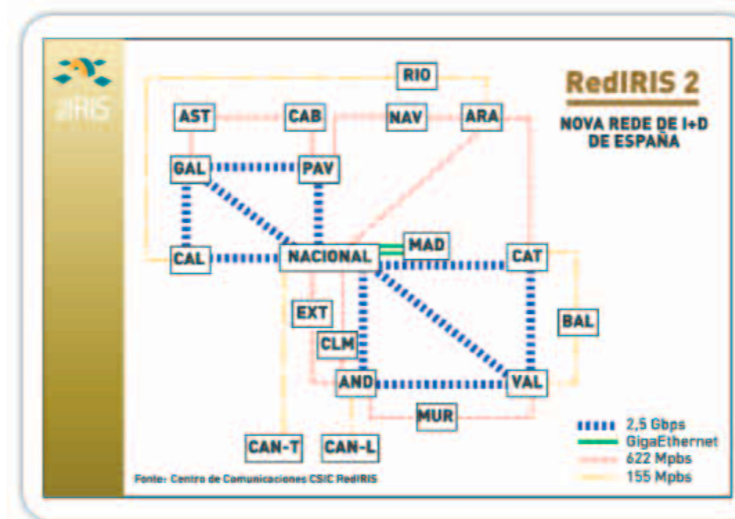 IRIS
RedIRIS 2
NOVA REDE DE I+D
DE ESPAÑA
RIO
AST
CAB
NAV
ARA
GAL
PAV
CAL
NACIONAL
MAD
CAT
EXT
BAL
CLM
AND
VAL
MUR
CAN-T
CAN-L
2,5 Gbps
GigaEthernet
622 Mpbs
155 Mpbs
Fonte: Centro de Comunicaciones CSIC RedIRIS